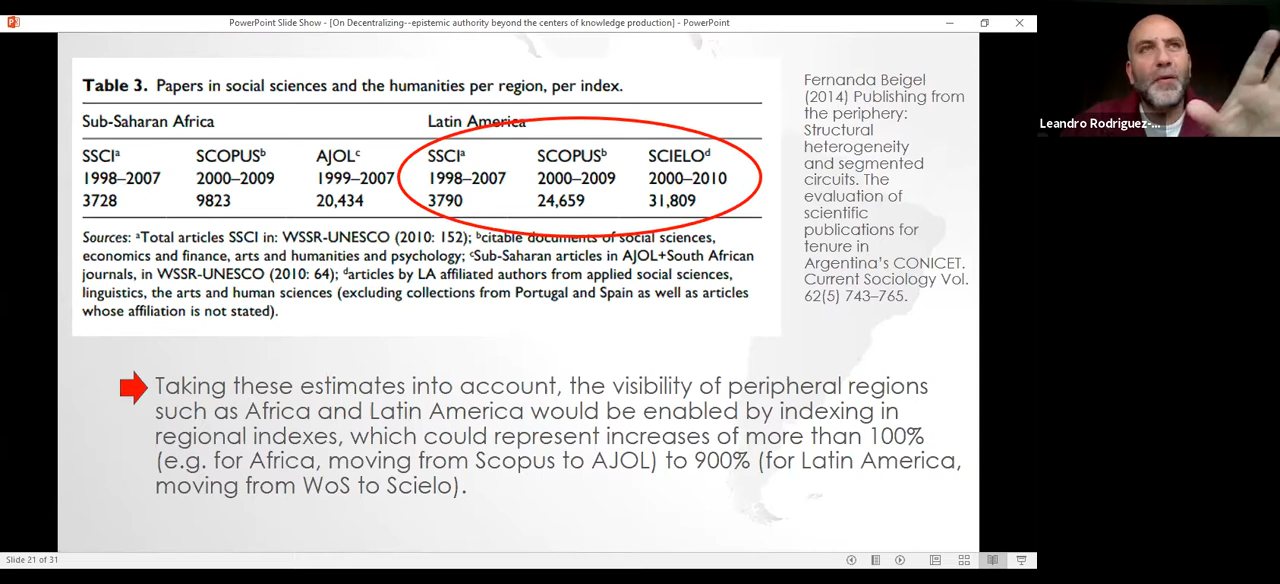 PowerPoint Slide Show - [On Decentralizing--epistemic authority beyond the centers of knowledge production] - PowerPoint
Table 3. Papers in social sciences and the humanities per region, per index.
Sub-Saharan Africa Latin America
SSCIᵃ SCOPUSᵇ AJOLᶜ SSCIᵃ SCOPUSᵇ SCIELOᵈ
1998–2007 2000–2009 1999–2007 1998–2007 2000–2009 2000–2010
3728 9823 20,434 3790 24,659 31,809
Sources: ᵃTotal articles SSCI in: WSSR-UNESCO (2010: 152); ᵇcitable documents of social sciences,
economics and finance, arts and humanities and psychology; ᶜSub-Saharan articles in AJOL+South African
journals, in WSSR-UNESCO (2010: 64); ᵈarticles by LA affiliated authors from applied social sciences,
linguistics, the arts and human sciences (excluding collections from Portugal and Spain as well as articles
whose affiliation is not stated).
Fernanda Beigel
(2014) Publishing from
the periphery:
Structural
heterogeneity
and segmented
circuits. The
evaluation of
scientific
publications for
tenure in
Argentina’s CONICET.
Current Sociology Vol.
62(5) 743–765.
Leandro Rodriguez-...
Taking these estimates into account, the visibility of peripheral regions
such as Africa and Latin America would be enabled by indexing in
regional indexes, which could represent increases of more than 100%
(e.g. for Africa, moving from Scopus to AJOL) to 900% (for Latin America,
moving from WoS to Scielo).
Slide 21 of 31